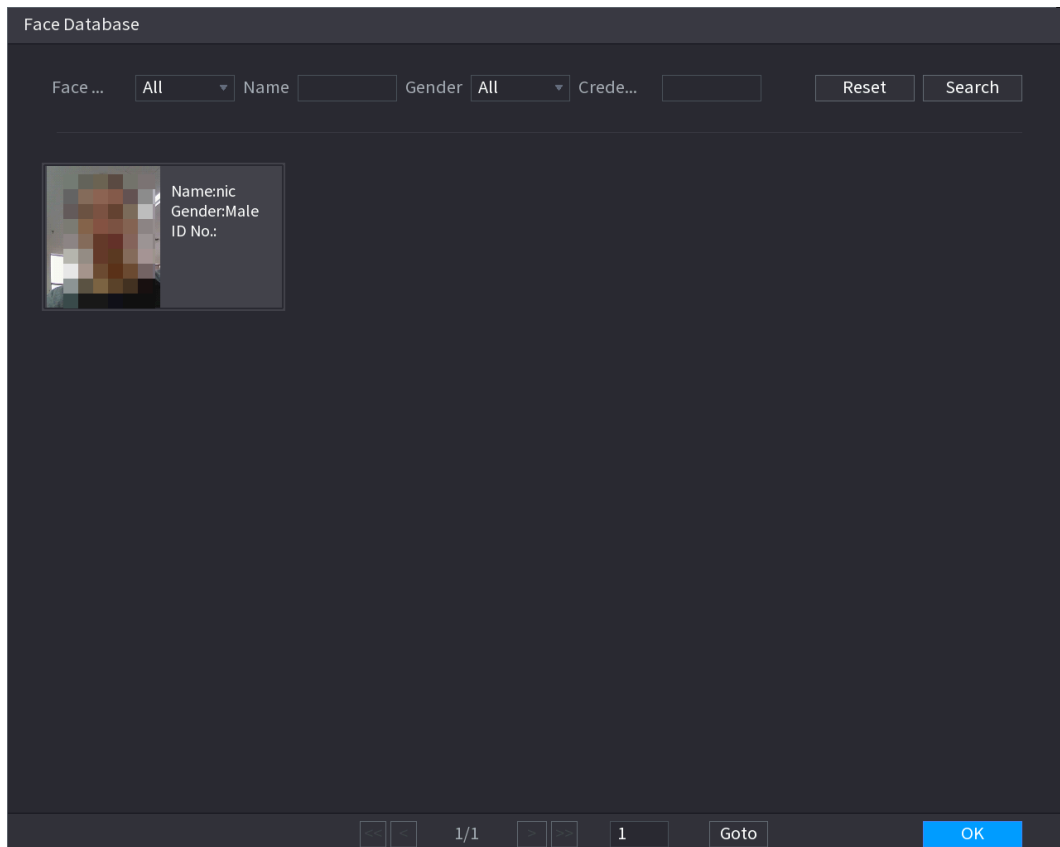 Face Database
Face ... All Name Gender All Crede... Reset Search
Name:nic
Gender:Male
ID No.:
<< < 1/1 > >> 1 Goto OK